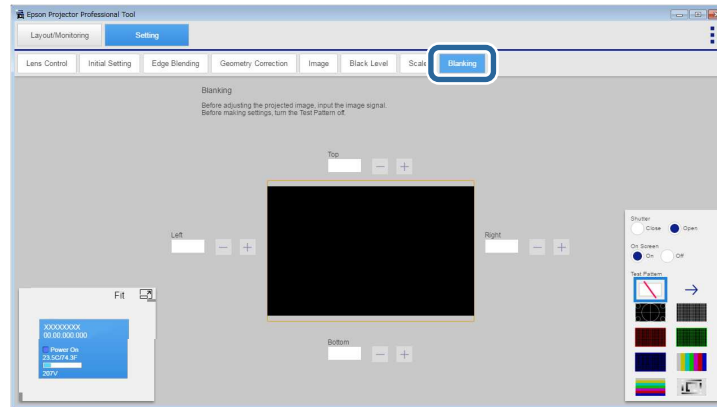 Epson Projector Professional Tool
Layout/Monitoring
Setting
Lens Control
Initial Setting
Edge Blending
Geometry Correction
Image
Black Level
Scale
Blanking
Blanking
Before adjusting the projected image, input the image signal.
Before making settings, turn the Test Pattern off.
Top
Left
Right
Bottom
Fit
XXXXXXXX
00.00.000.000
Power On
23.5C/74.3F
207V
Shutter
Close
Open
On Screen
On
Off
Test Pattern